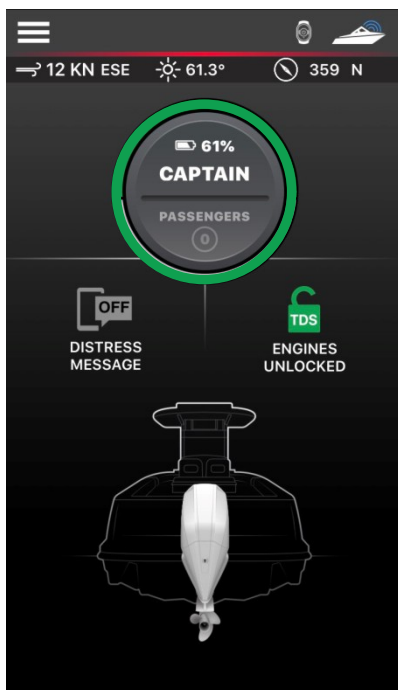 12 KN ESE 61.3° 359 N
61%
CAPTAIN
PASSENGERS
0
OFF
DISTRESS
MESSAGE
TDS
ENGINES
UNLOCKED